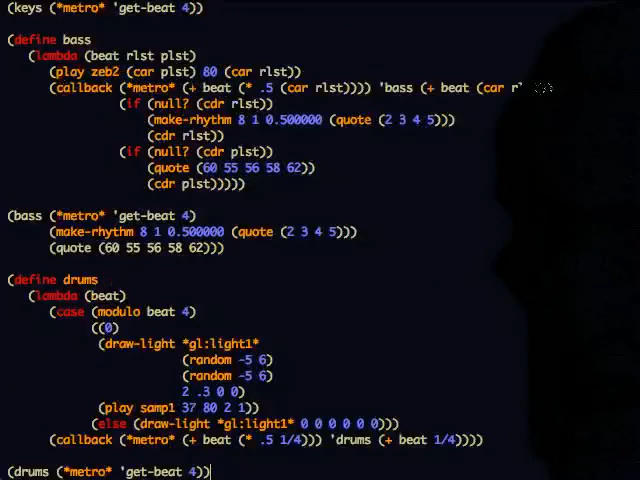 (keys (*metro* 'get-beat 4))
(define bass
(lambda (beat rlst plst)
(play zeb2 (car plst) 80 (car rlst))
(callback (*metro* (+ beat (* .5 (car rlst)))) 'bass (+ beat (car
(if (null? (cdr rlst))
(make-rhythm 8 1 0.500000 (quote (2 3 4 5)))
(cdr rlst))
(if (null? (cdr plst))
(quote (60 55 56 58 62))
(cdr plst)))))
(bass (*metro* 'get-beat 4)
(make-rhythm 8 1 0.500000 (quote (2 3 4 5)))
(quote (60 55 56 58 62)))
(define drums
(lambda (beat)
(case (modulo beat 4)
((0)
(draw-light *gl:light1*
(random -5 6)
(random -5 6)
2 .3 0 0)
(play samp1 37 80 2 1))
(else (draw-light *gl:light1* 0 0 0 0 0 0)))
(callback (*metro* (+ beat (* .5 1/4))) 'drums (+ beat 1/4))))
(drums (*metro* 'get-beat 4))